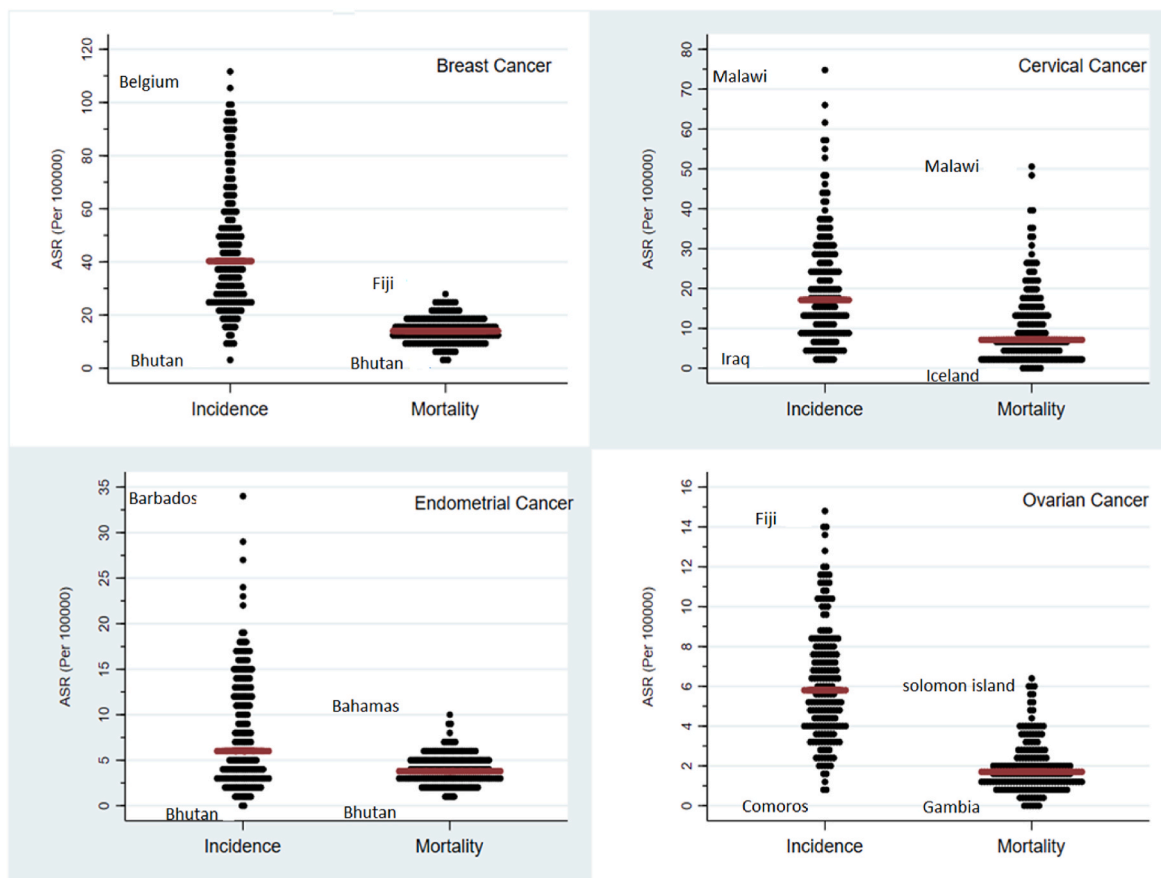 Breast Cancer
ASR (Per 100000)
120
100
80
60
40
20
0
Belgium
Bhutan
Fiji
Bhutan
Incidence
Mortality
Cervical Cancer
ASR (Per 100000)
80
70
60
50
40
30
20
10
0
Malawi
Iraq
Malawi
Iceland
Incidence
Mortality
Endometrial Cancer
ASR (Per 100000)
35
30
25
20
15
10
5
0
Barbados
Bhutan
Bahamas
Bhutan
Incidence
Mortality
Ovarian Cancer
ASR (Per 100000)
16
14
12
10
8
6
4
2
0
Fiji
Comoros
solomon island
Gambia
Incidence
Mortality